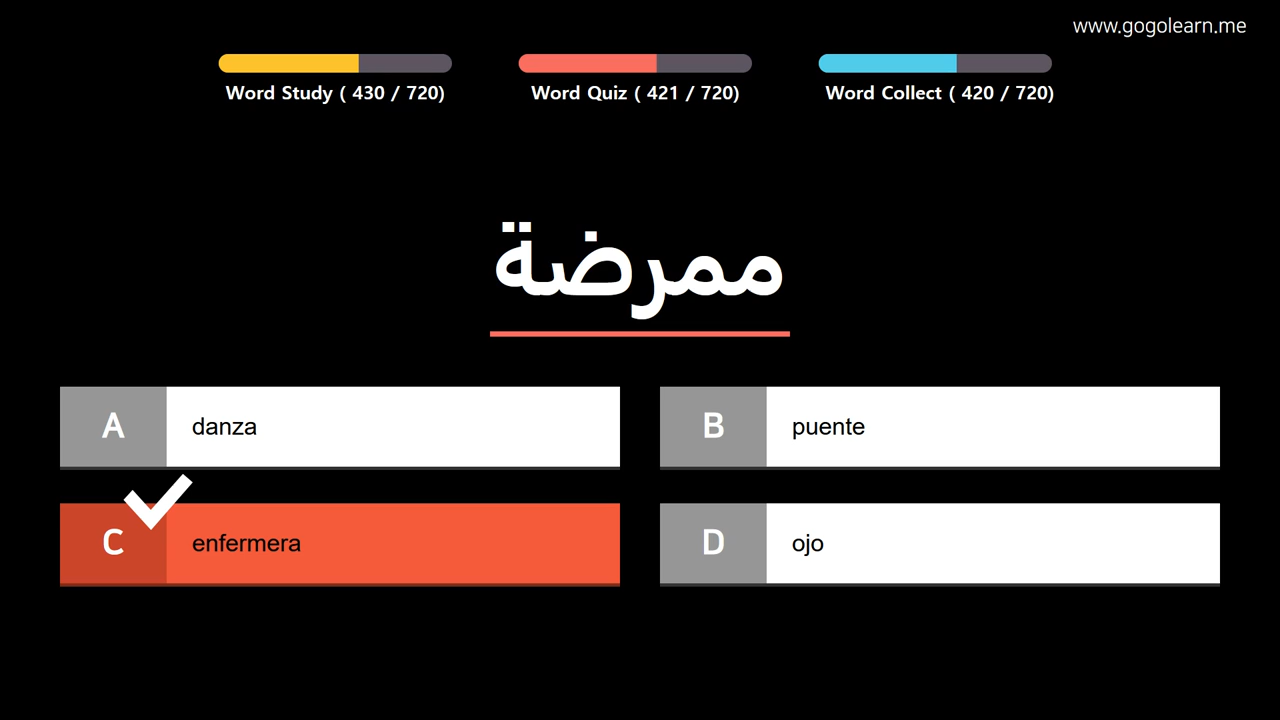 www.gogolearn.me
Word Study ( 430 / 720)
Word Quiz ( 421 / 720)
Word Collect ( 420 / 720)
ممرضة
A danza
B puente
C enfermera
D ojo